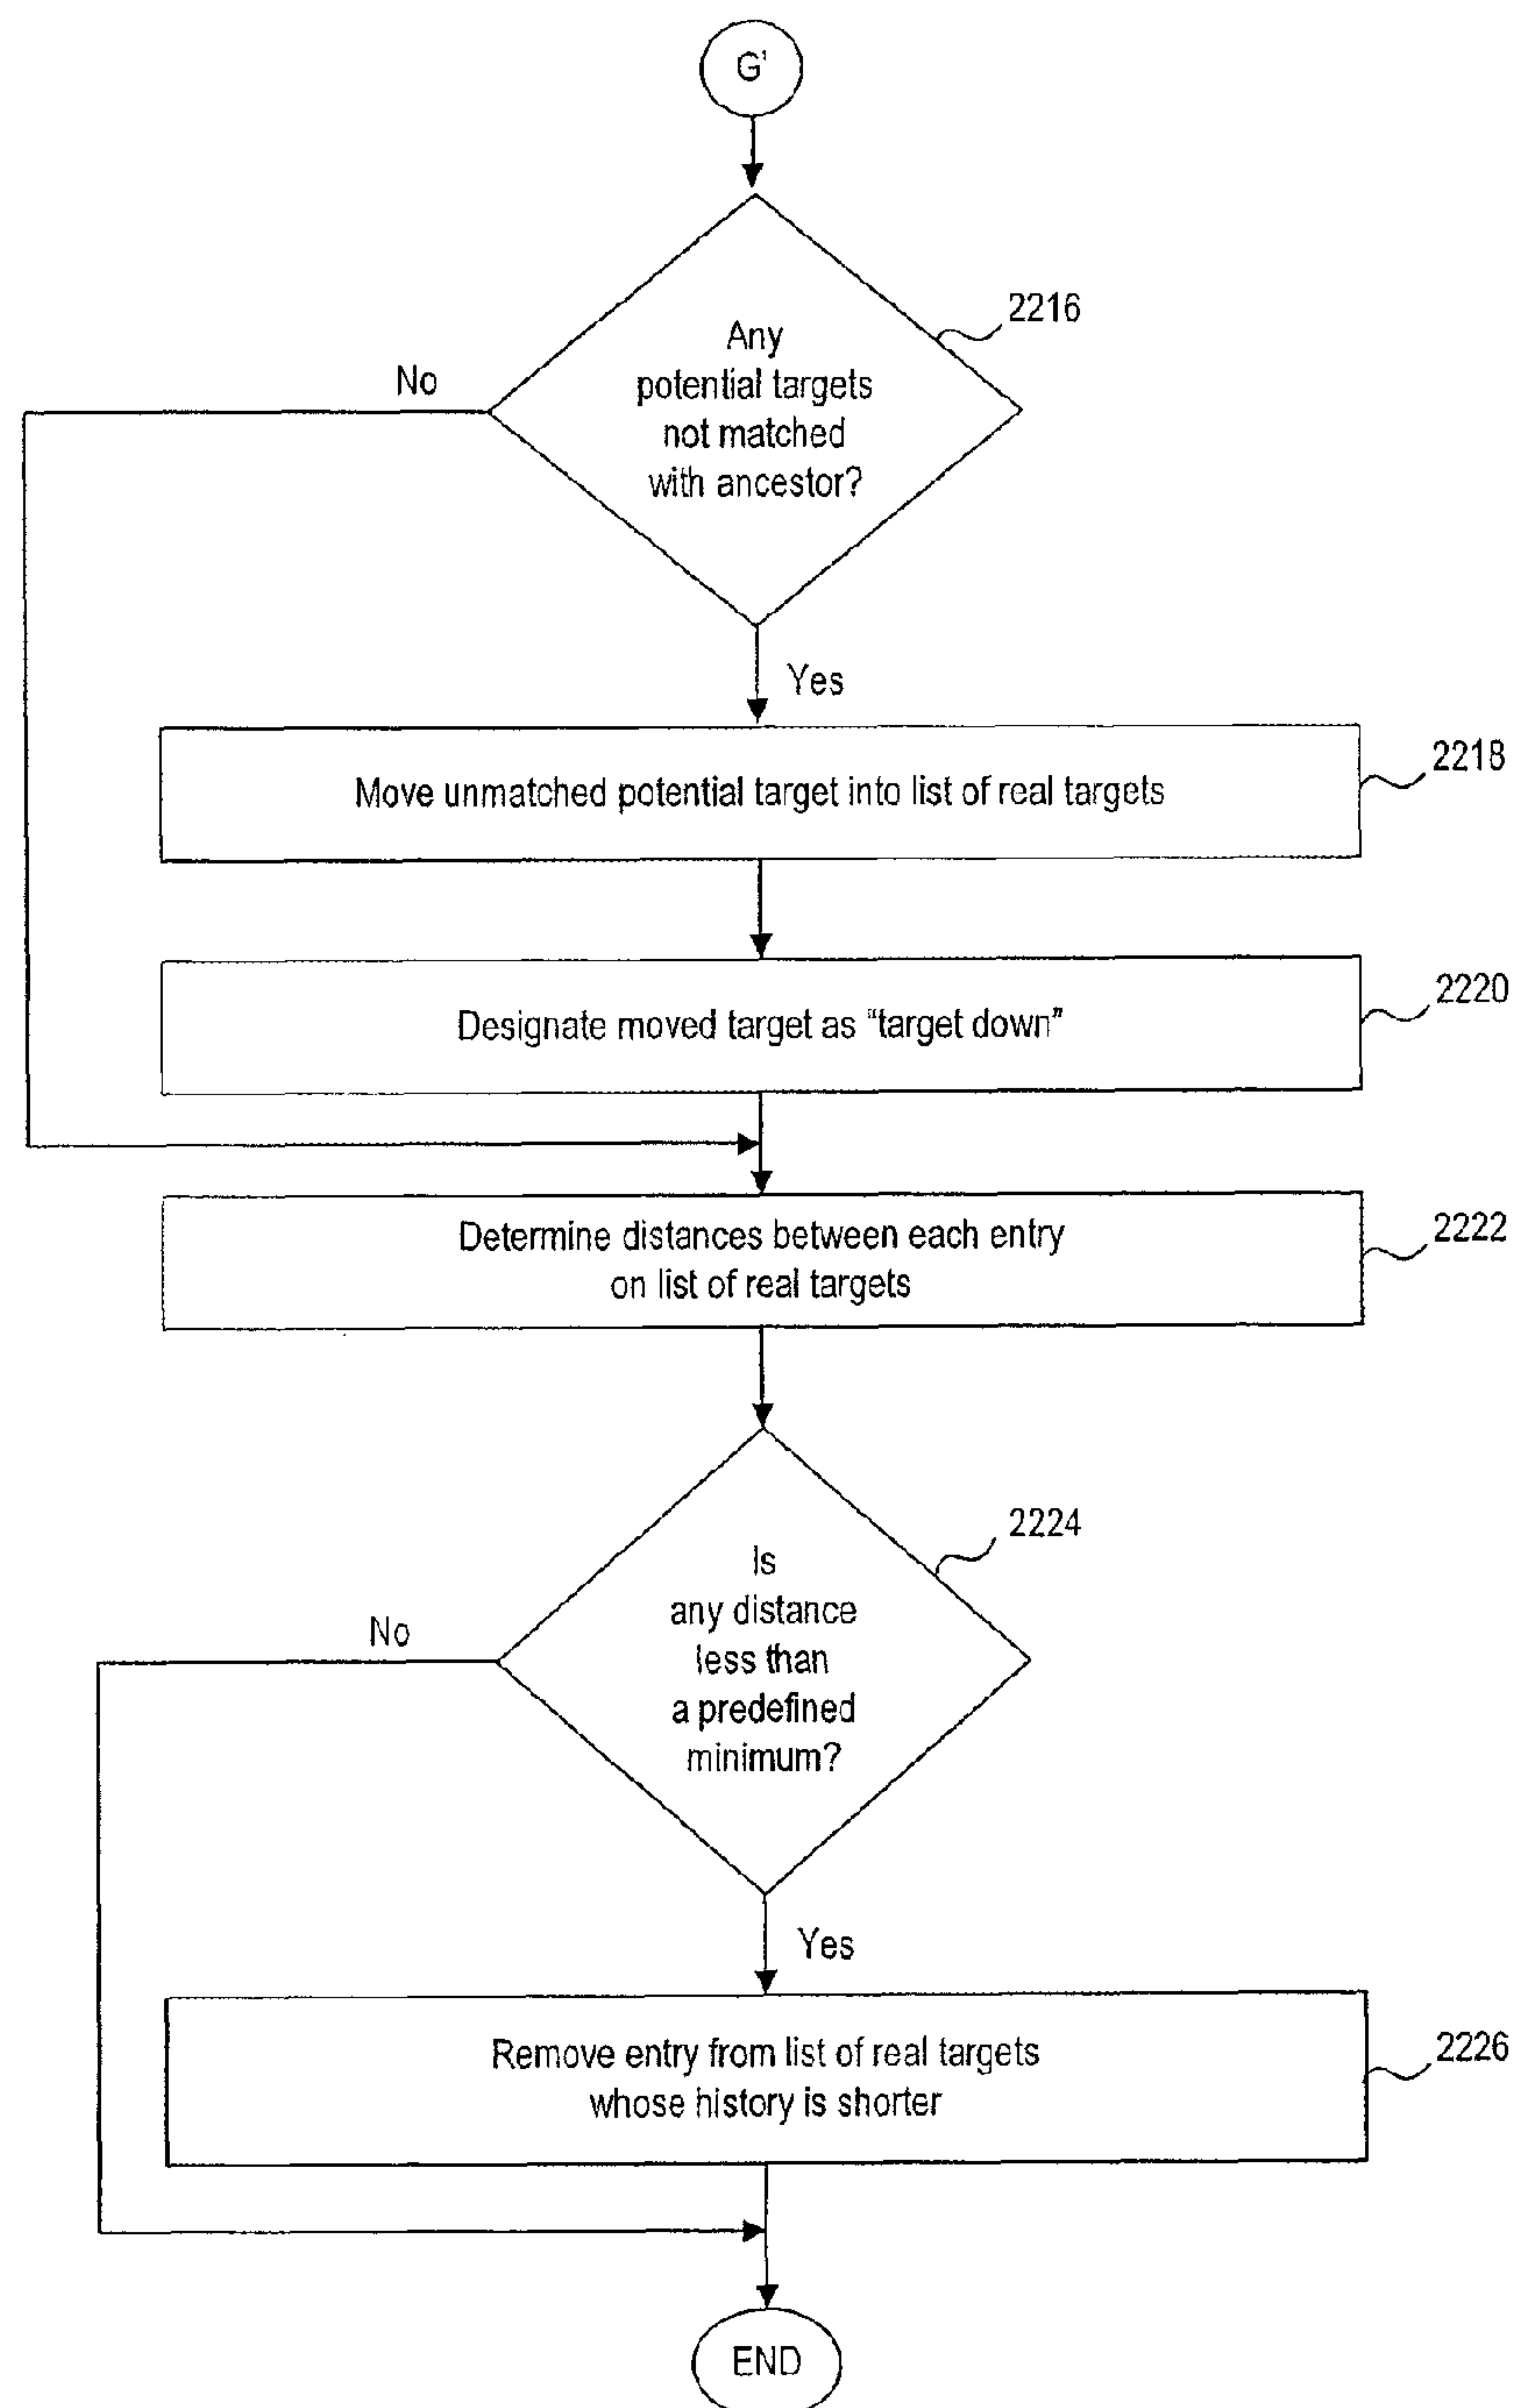 G'
Any
potential targets
not matched
with ancestor?
2216
No
Yes
Move unmatched potential target into list of real targets
2218
Designate moved target as “target down”
2220
Determine distances between each entry
on list of real targets
2222
Is
any distance
less than
a predefined
minimum?
2224
No
Yes
Remove entry from list of real targets
whose history is shorter
2226
END